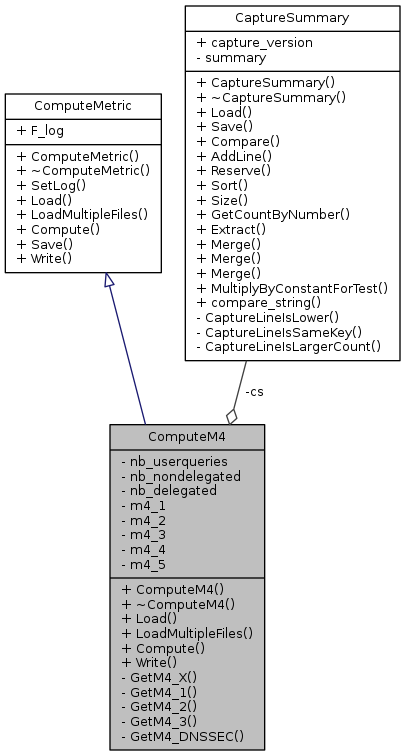 CaptureSummary
+ capture_version
- summary
+ CaptureSummary()
+ ~CaptureSummary()
+ Load()
+ Save()
+ Compare()
+ AddLine()
+ Reserve()
+ Sort()
+ Size()
+ GetCountByNumber()
+ Extract()
+ Merge()
+ Merge()
+ Merge()
+ MultiplyByConstantForTest()
+ compare_string()
- CaptureLineIsLower()
- CaptureLineIsSameKey()
- CaptureLineIsLargerCount()
ComputeMetric
+ F_log
+ ComputeMetric()
+ ~ComputeMetric()
+ SetLog()
+ Load()
+ LoadMultipleFiles()
+ Compute()
+ Save()
+ Write()
-cs
ComputeM4
- nb_userqueries
- nb_nondelegated
- nb_delegated
- m4_1
- m4_2
- m4_3
- m4_4
- m4_5
+ ComputeM4()
+ ~ComputeM4()
+ Load()
+ LoadMultipleFiles()
+ Compute()
+ Write()
- GetM4_X()
- GetM4_1()
- GetM4_2()
- GetM4_3()
- GetM4_DNSSEC()